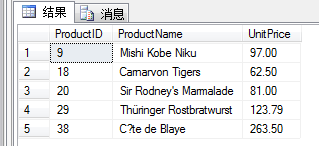 结果 消息
ProductID ProductName UnitPrice
1 9 Mishi Kobe Niku 97.00
2 18 Carnarvon Tigers 62.50
3 20 Sir Rodney's Marmalade 81.00
4 29 Thüringer Rostbratwurst 123.79
5 38 C?te de Blaye 263.50